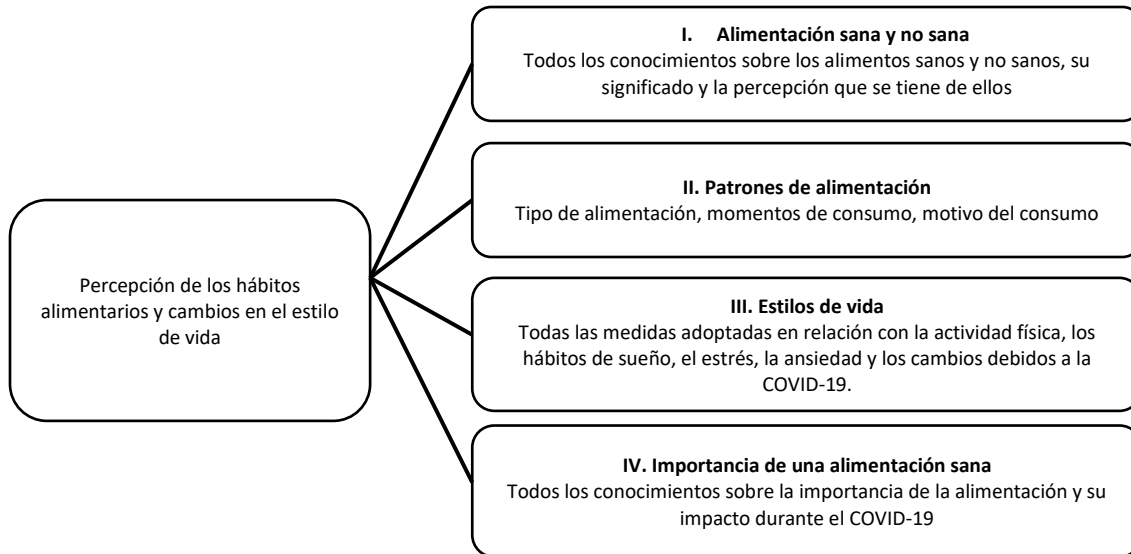 I. Alimentación sana y no sana
Todos los conocimientos sobre los alimentos sanos y no sanos, su
significado y la percepción que se tiene de ellos
II. Patrones de alimentación
Tipo de alimentación, momentos de consumo, motivo del consumo
Percepción de los hábitos
alimentarios y cambios en el estilo
de vida
III. Estilos de vida
Todas las medidas adoptadas en relación con la actividad física, los
hábitos de sueño, el estrés, la ansiedad y los cambios debidos a la
COVID-19.
IV. Importancia de una alimentación sana
Todos los conocimientos sobre la importancia de la alimentación y su
impacto durante el COVID-19